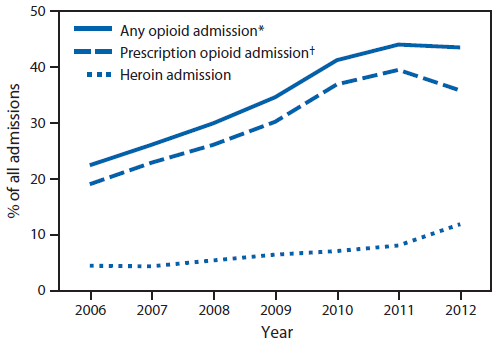 50
40
30
20
10
0
% of all admissions
Any opioid admission*
Prescription opioid admission†
Heroin admission
2006 2007 2008 2009 2010 2011 2012
Year